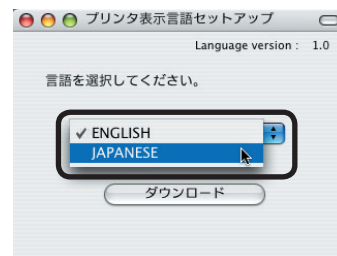 プリンタ表示言語セットアップ
Language version : 1.0
言語を選択してください。
✓ ENGLISH
JAPANESE
ダウンロード